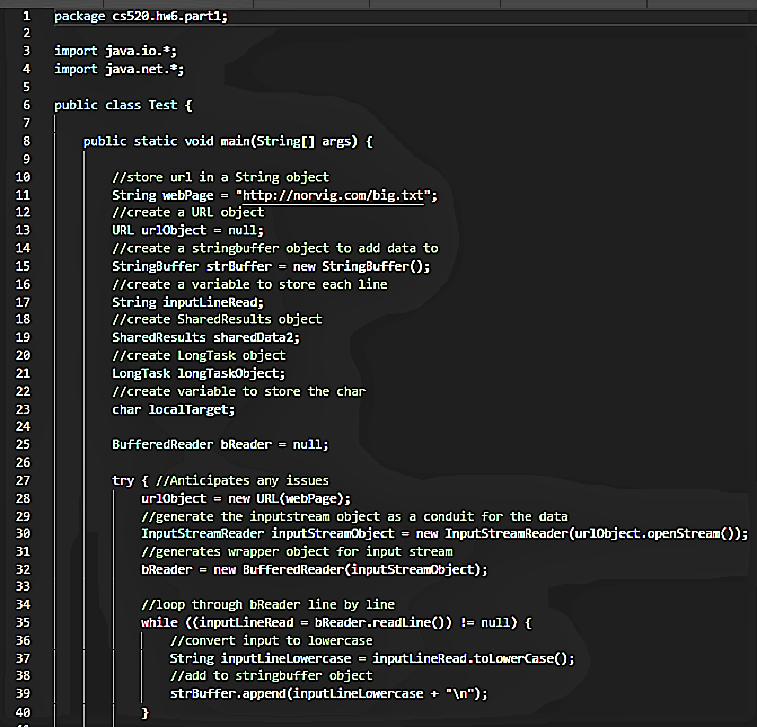 1 package cs520.hw6.part1;
2
3 import java.io.*;
4 import java.net.*;
5
6 public class Test {
7
8 public static void main(String[] args) {
9
10 //store url in a String object
11 String webPage = "http://norvig.com/big.txt";
12 //create a URL object
13 URL urlObject = null;
14 //create a stringbuffer object to add data to
15 StringBuffer strBuffer = new StringBuffer();
16 //create a variable to store each line
17 String inputLineRead;
18 //create SharedResults object
19 SharedResults sharedData2;
20 //create LongTask object
21 LongTask longTaskObject;
22 //create variable to store the char
23 char localTarget;
24
25 BufferedReader bReader = null;
26
27 try { //Anticipates any issues
28 urlObject = new URL(webPage);
29 //generate the inputstream object as a conduit for the data
30 InputStreamReader inputStreamObject = new InputStreamReader(urlObject.openStream());
31 //generates wrapper object for input stream
32 bReader = new BufferedReader(inputStreamObject);
33
34 //loop through bReader line by line
35 while ((inputLineRead = bReader.readLine()) != null) {
36 //convert input to lowercase
37 String inputLineLowercase = inputLineRead.toLowerCase();
38 //add to stringbuffer object
39 strBuffer.append(inputLineLowercase + "\n");
40 }